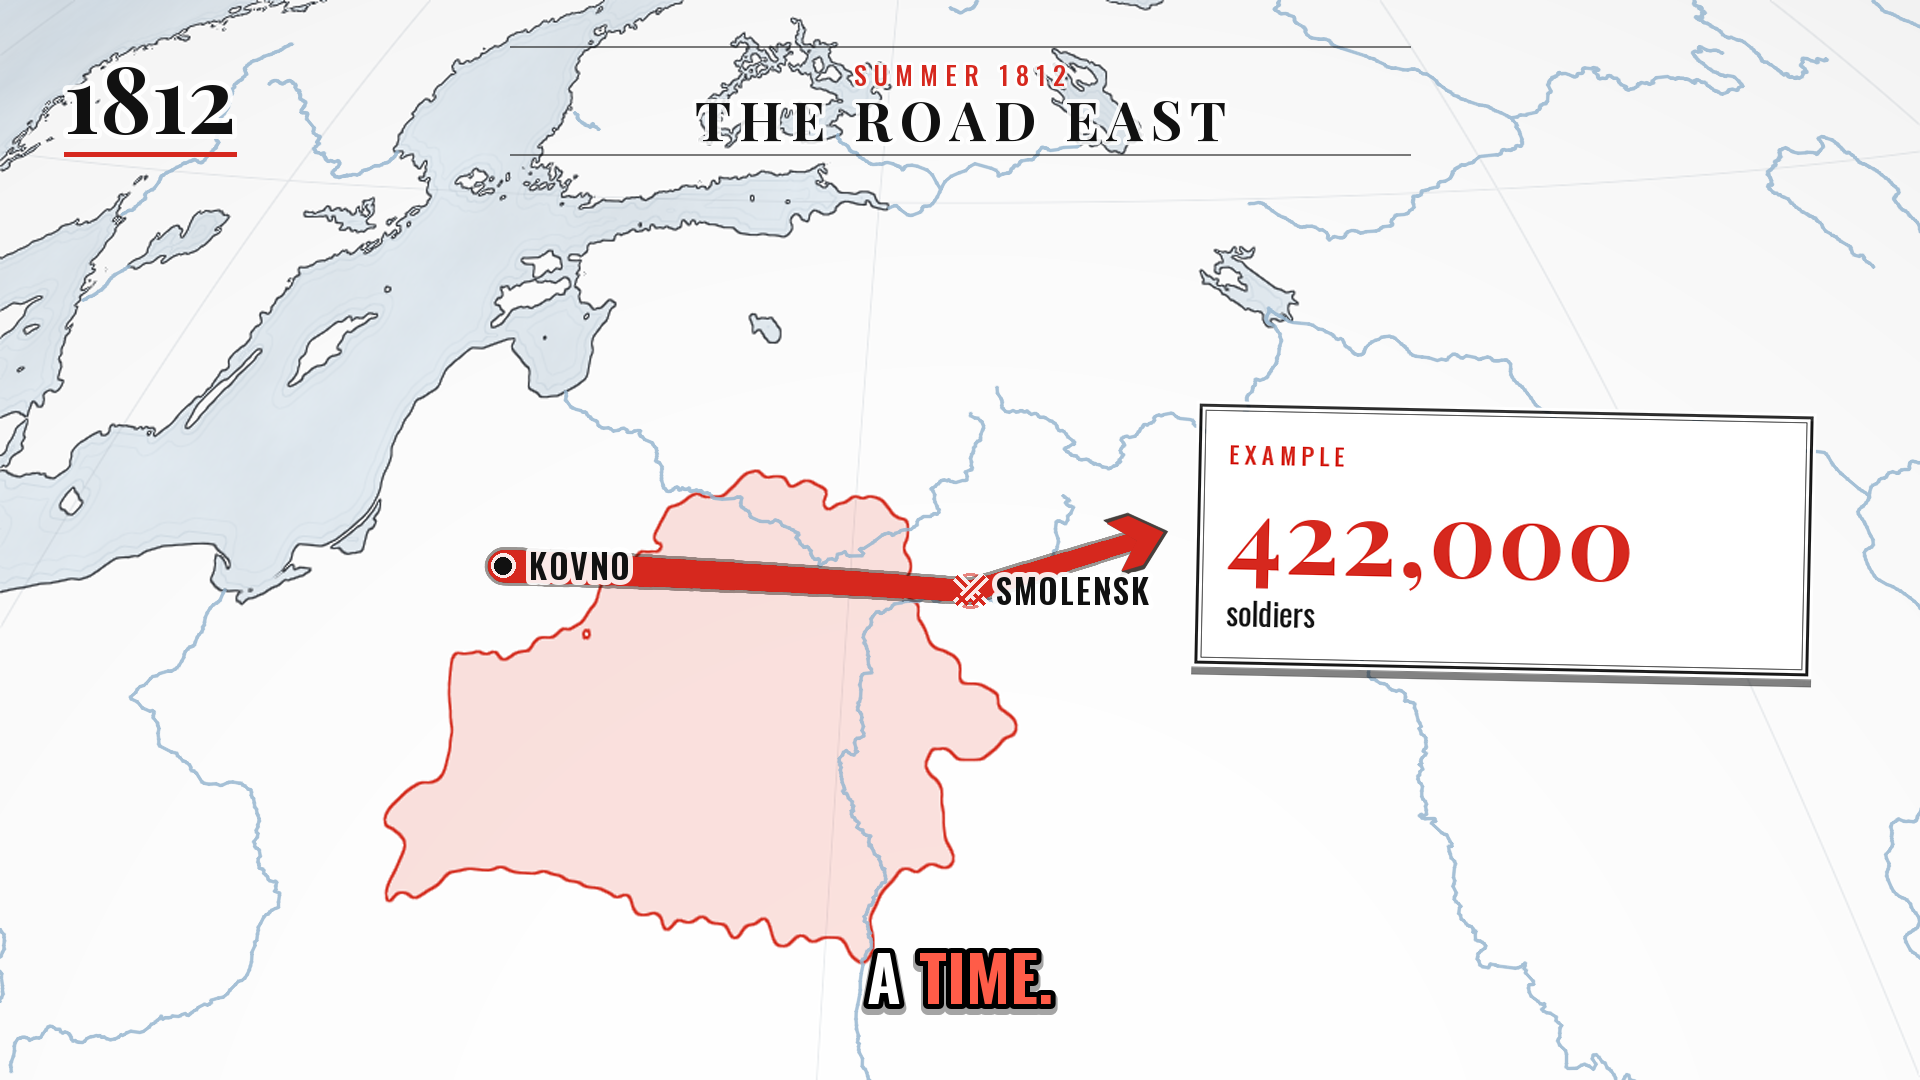 1812
SUMMER 1812
THE ROAD EAST
EXAMPLE
422,000
soldiers
KOVNO
SMOLENSK
A TIME.